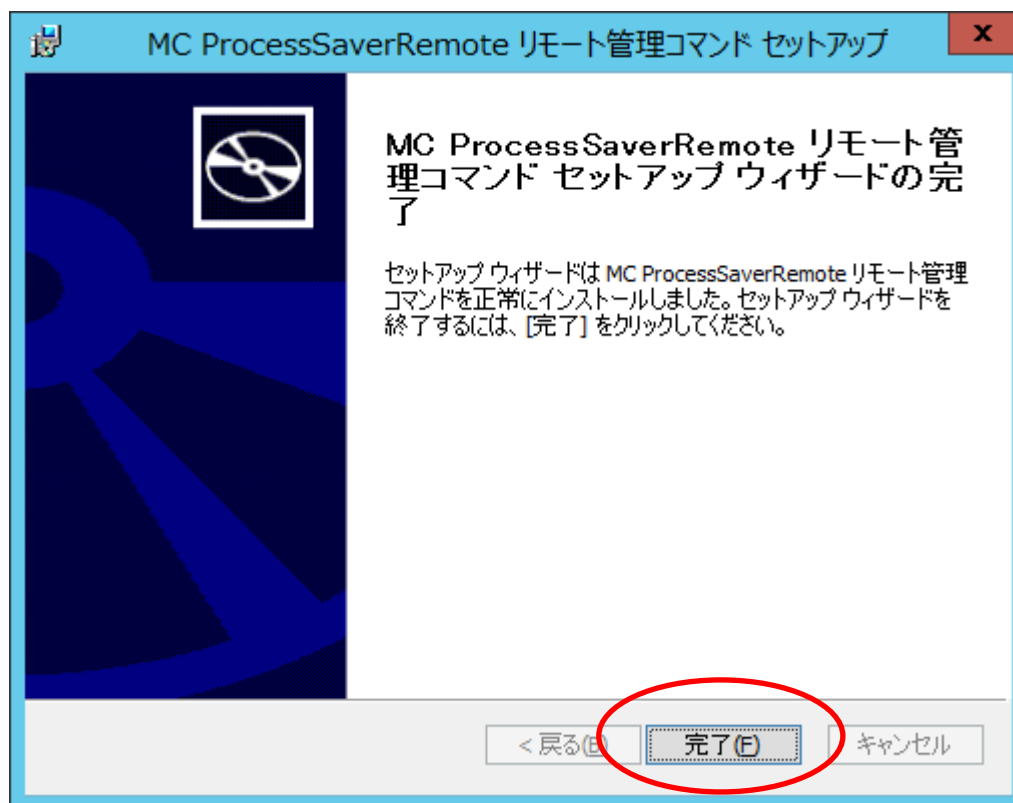 MC ProcessSaverRemote リモート管理コマンド セットアップ
x
MC ProcessSaverRemote リモート管
理コマンド セットアップ ウィザードの完
了
セットアップ ウィザードは MC ProcessSaverRemote リモート管理
コマンドを正常にインストールしました。セットアップ ウィザードを
終了するには、[完了] をクリックしてください。
< 戻る(B)
完了(F)
キャンセル